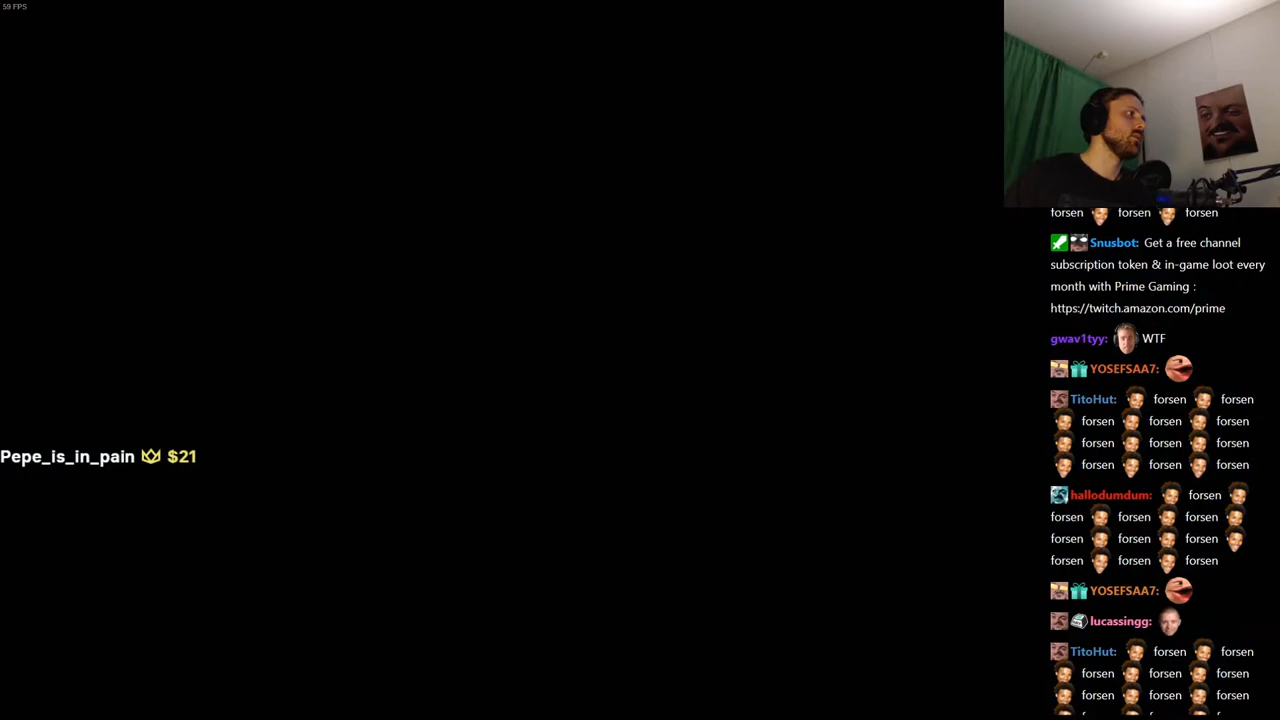 59 FPS
forsen forsen forsen
Snusbot: Get a free channel
subscription token & in-game loot every
month with Prime Gaming :
https://twitch.amazon.com/prime
gwav1tyy: WTF
YOSEFSAA7:
TitoHut: forsen forsen
forsen forsen forsen
forsen forsen forsen
forsen forsen forsen
Pepe_is_in_pain $21
hallodumdum: forsen
forsen forsen forsen
forsen forsen forsen
forsen forsen forsen
YOSEFSAA7:
lucassingg:
TitoHut: forsen forsen
forsen forsen forsen
forsen forsen forsen